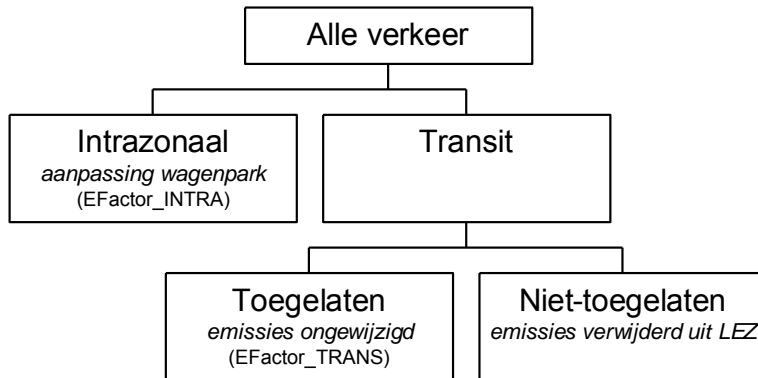 Alle verkeer
Intrazonaal
aanpassing wagenpark
(EFactor_INTRA)
Transit
Toegelaten
emissies ongewijzigd
(EFactor_TRANS)
Niet-toegelaten
emissies verwijderd uit LEZ